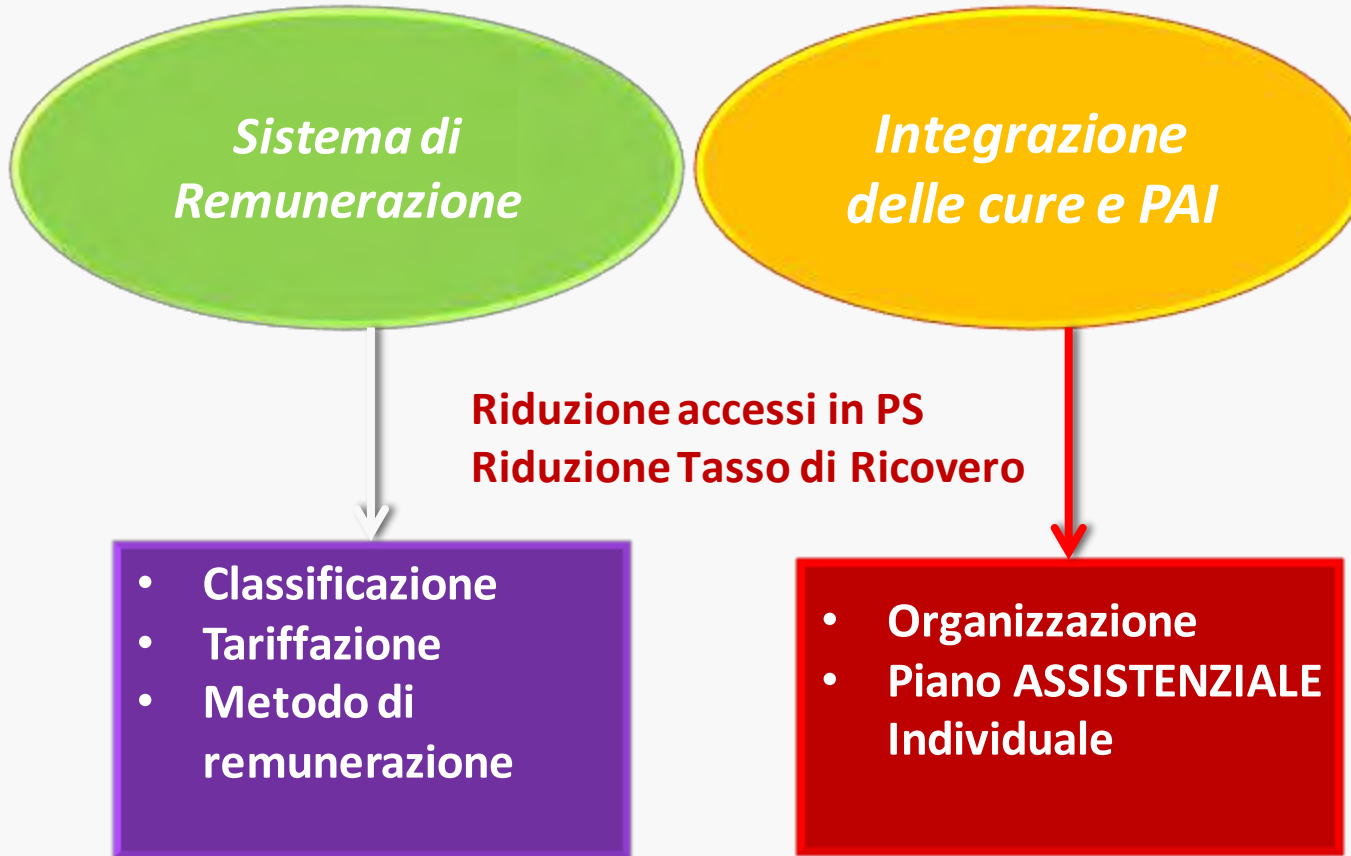 Sistema di
Remunerazione
Integrazione
delle cure e PAI
Riduzione accessi in PS
Riduzione Tasso di Ricovero
• Classificazione
• Tariffazione
• Metodo di
remunerazione
• Organizzazione
• Piano ASSISTENZIALE
Individuale